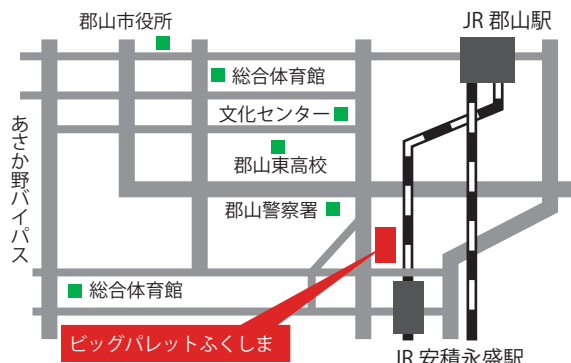 郡山市役所
JR 郡山駅
総合体育館
文化センター
郡山東高校
郡山警察署
あさか野バイパス
総合体育館
ビッグパレットふくしま
JR 安積永盛駅